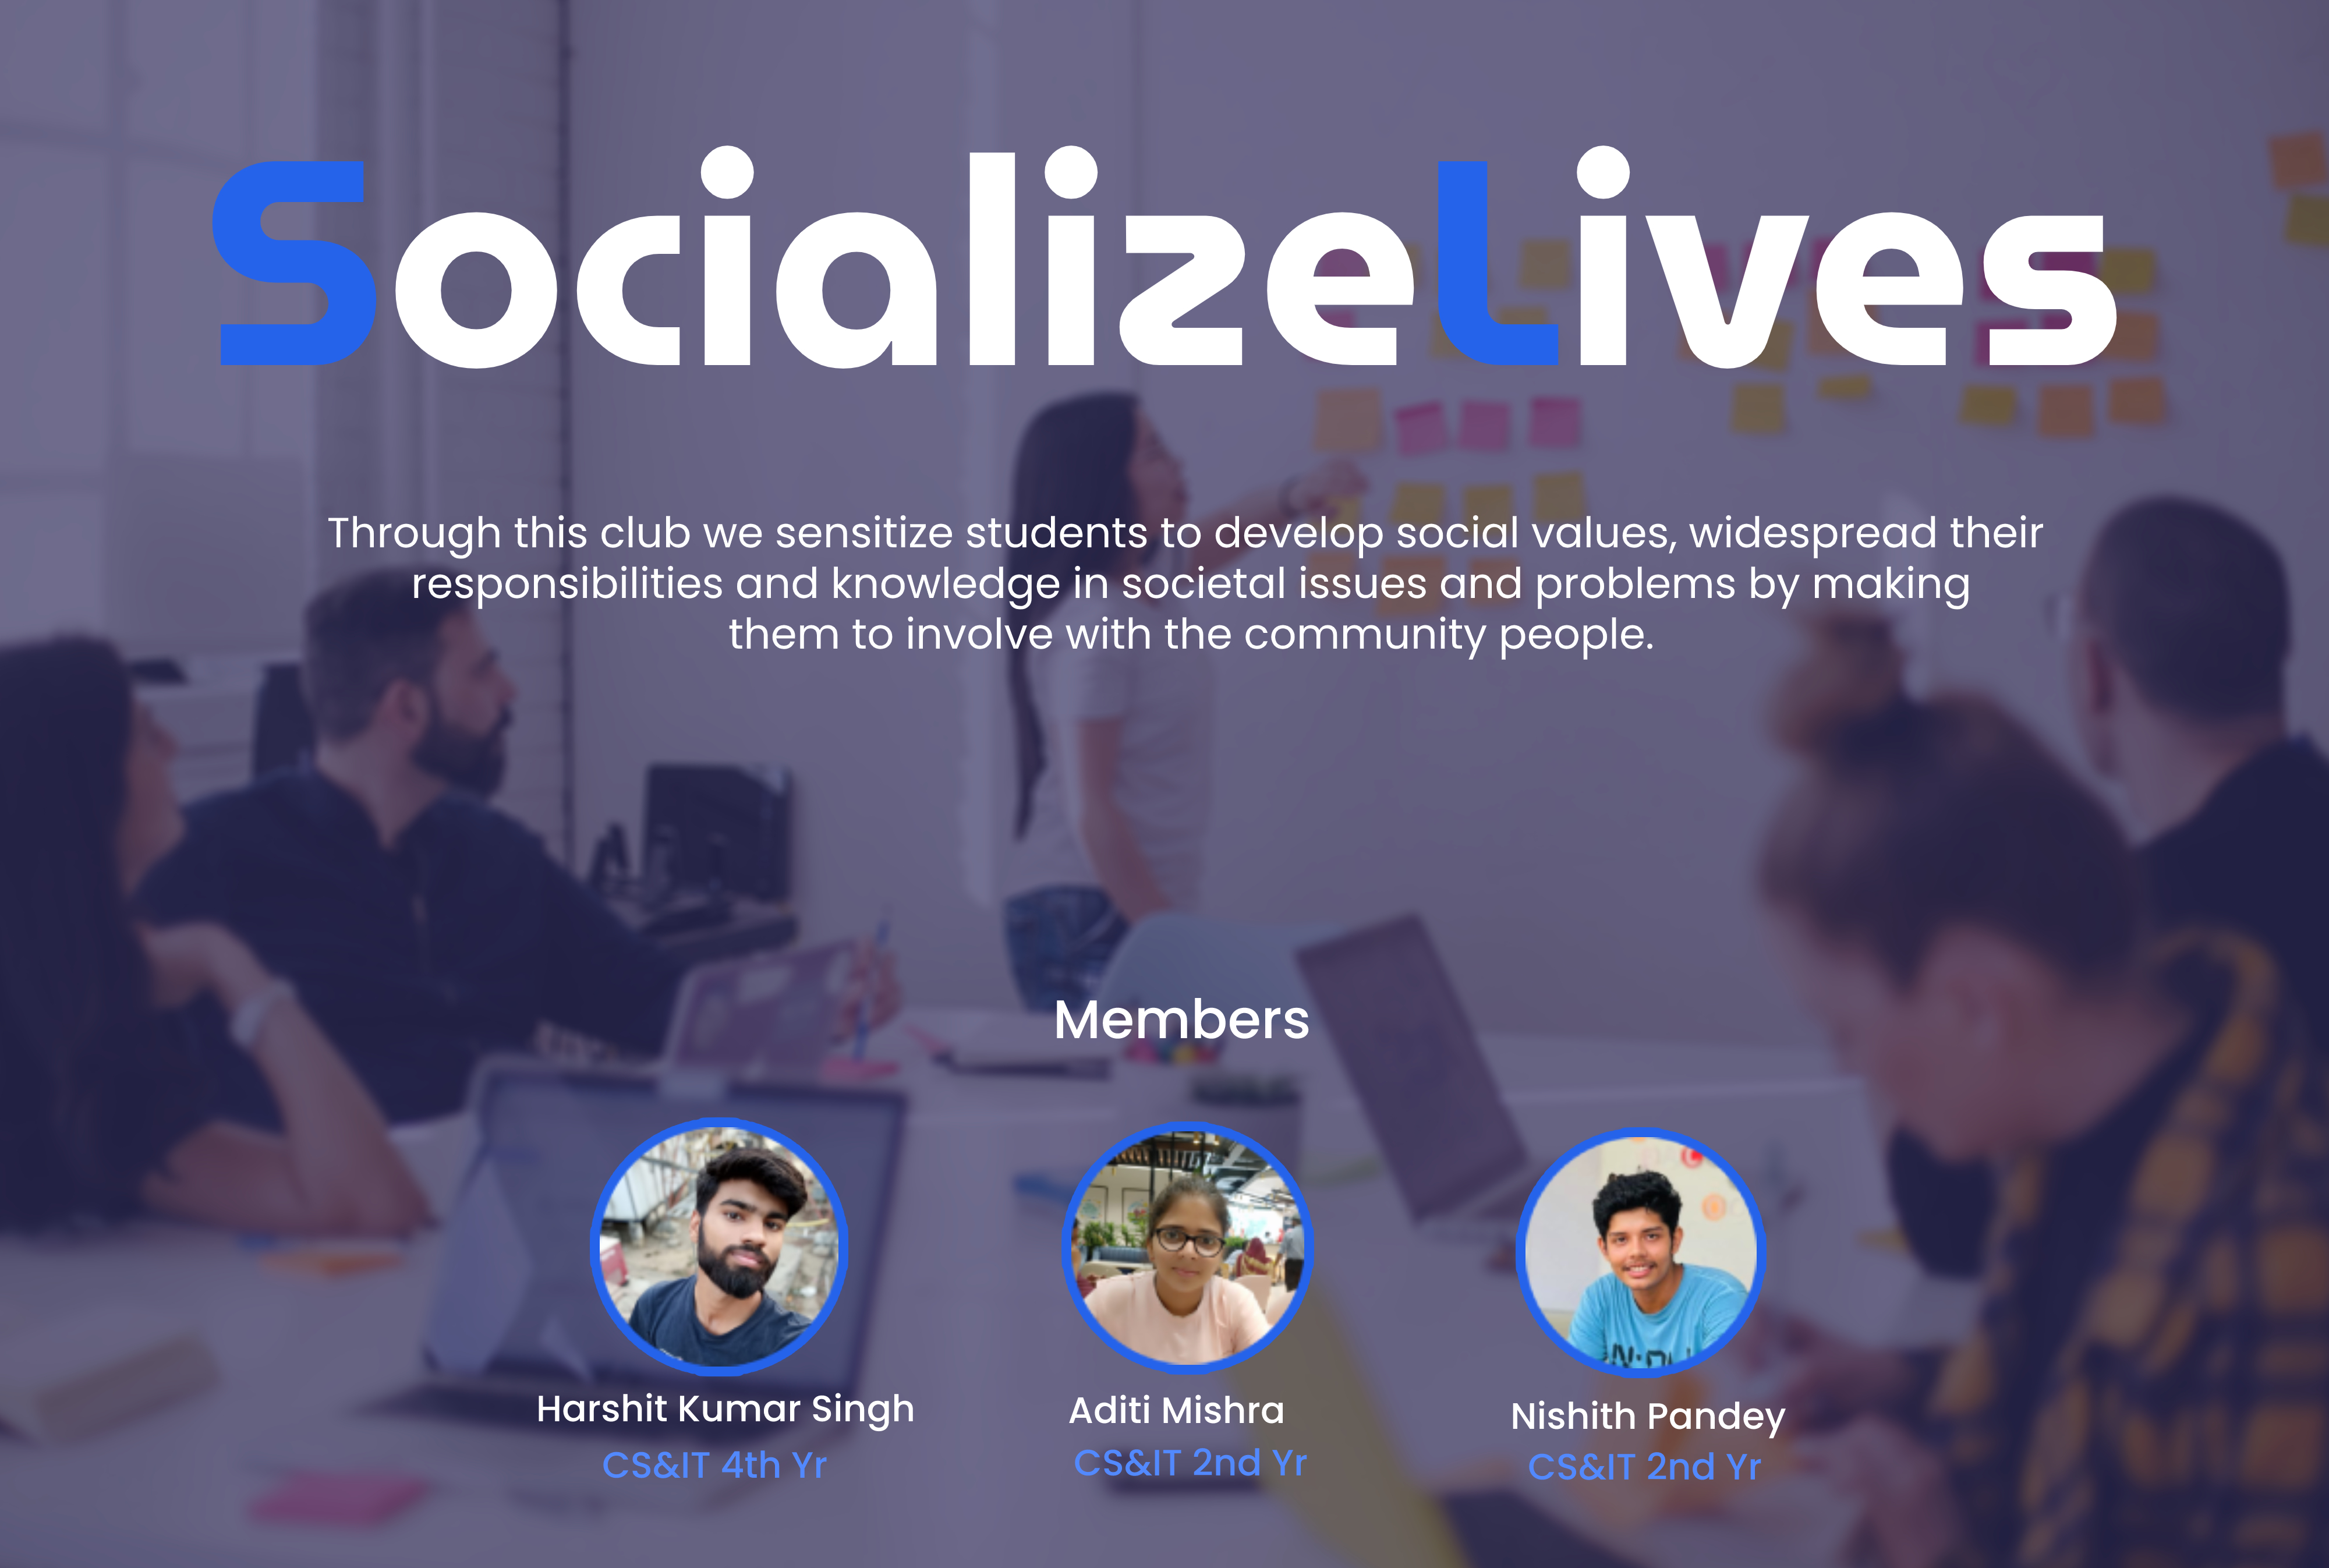 SocializeLives
Through this club we sensitize students to develop social values, widespread their
responsibilities and knowledge in societal issues and problems by making
them to involve with the community people.
Members
Harshit Kumar Singh
Aditi Mishra
Nishith Pandey
CS&IT 4th Yr
CS&IT 2nd Yr
CS&IT 2nd Yr